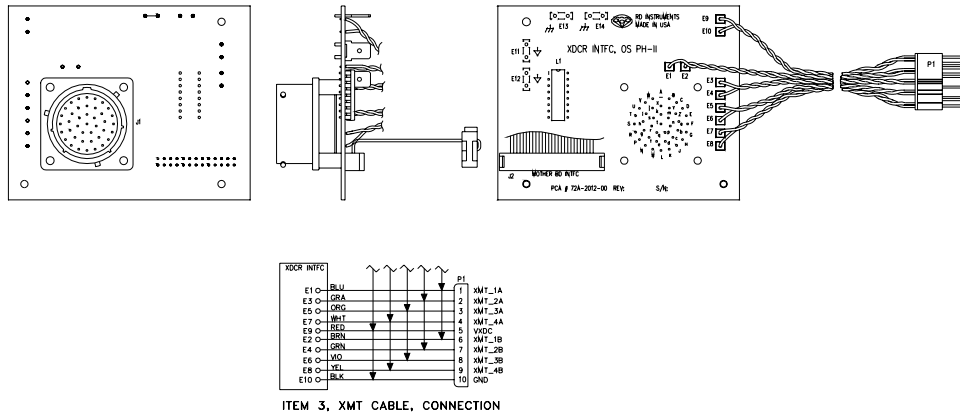 J1
E13
E14
RD INSTRUMENTS
MADE IN USA
E9
E10
E11
XDCR INTFC, OS PH-II
E12
L1
E1 E2
P1
E3
E4
E5
E6
E7
E8
J2
MOTHER BD INTFC
PCA # 72A-2012-00 REV: S/N:
XDCR INTFC
P1
E1 BLU 1 XMT_1A
E3 GRA 2 XMT_2A
E5 ORG 3 XMT_3A
E7 WHT 4 XMT_4A
E9 RED 5 VXDC
E2 BRN 6 XMT_1B
E4 GRN 7 XMT_2B
E6 VIO 8 XMT_3B
E8 YEL 9 XMT_4B
E10 BLK 10 GND
ITEM 3, XMT CABLE, CONNECTION